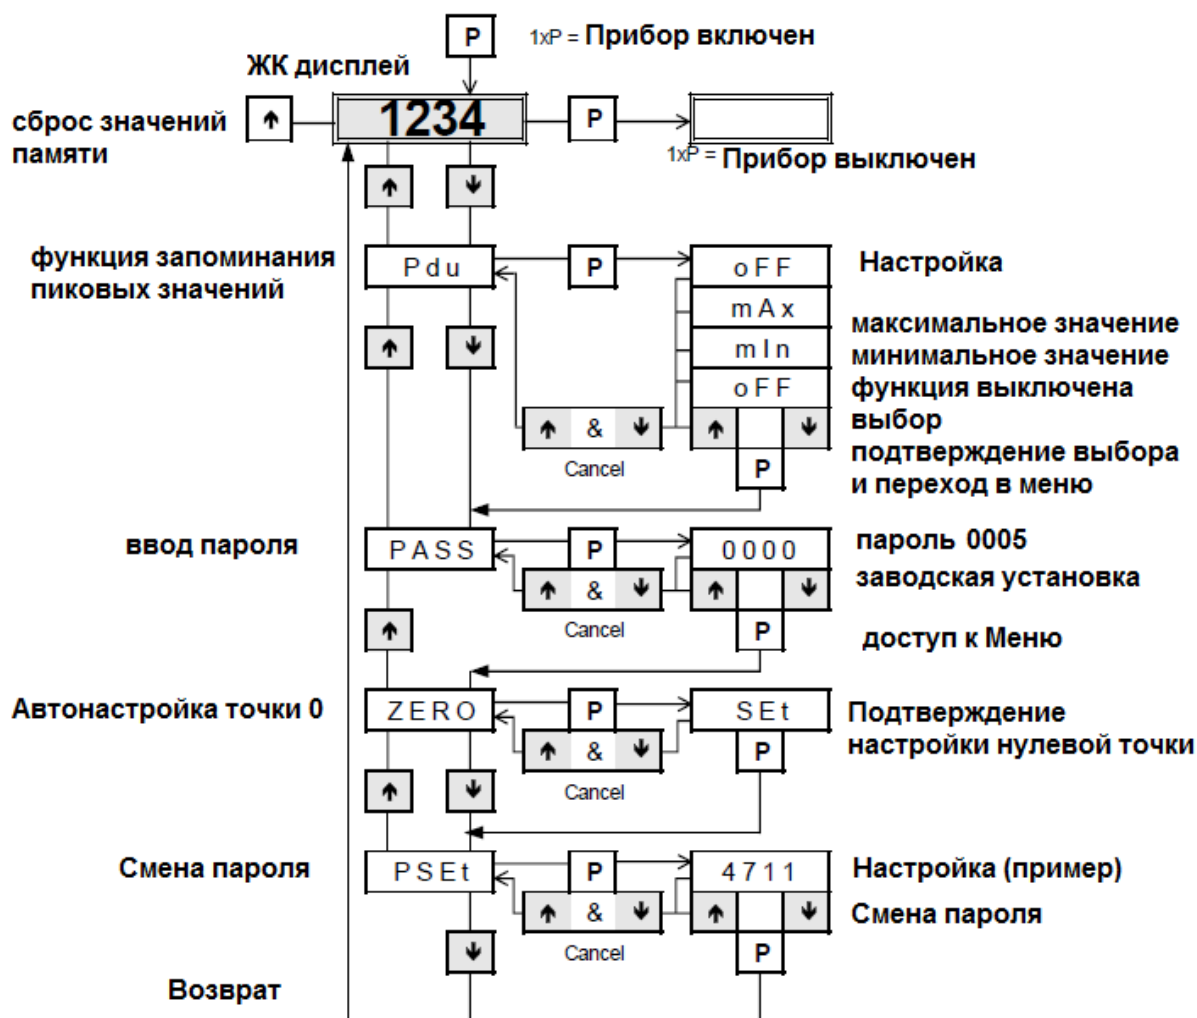 P
1xP = Прибор включен
ЖК дисплей
сброс значений
памяти
↑
1234
P
1xP = Прибор выключен
↑
↓
функция запоминания
пиковых значений
Pdu
P
oFF
Настройка
mAx
максимальное значение
↑
↓
mIn
минимальное значение
oFF
функция выключена
↑ & ↓
↑ ↓
выбор
Cancel
P
подтверждение выбора
и переход в меню
ввод пароля
PASS
P
0000
пароль 0005
↑ & ↓
↑ ↓
заводская установка
↑
Cancel
P
доступ к Меню
Автонастройка точки 0
ZERO
P
SEt
Подтверждение
настройки нулевой точки
↑ & ↓
P
↑
↓
Cancel
Смена пароля
PSEt
P
4711
Настройка (пример)
↑ & ↓
↑ ↓
Смена пароля
↓
Cancel
P
Возврат